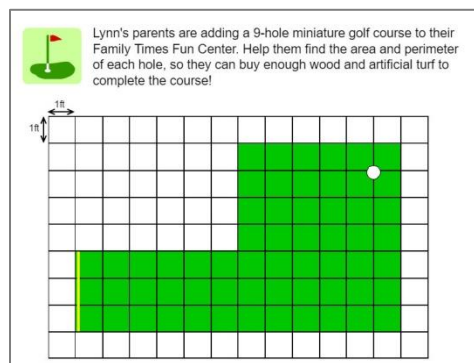 Lynn's parents are adding a 9-hole miniature golf course to their
Family Times Fun Center. Help them find the area and perimeter
of each hole, so they can buy enough wood and artificial turf to
complete the course!
1ft
1ft